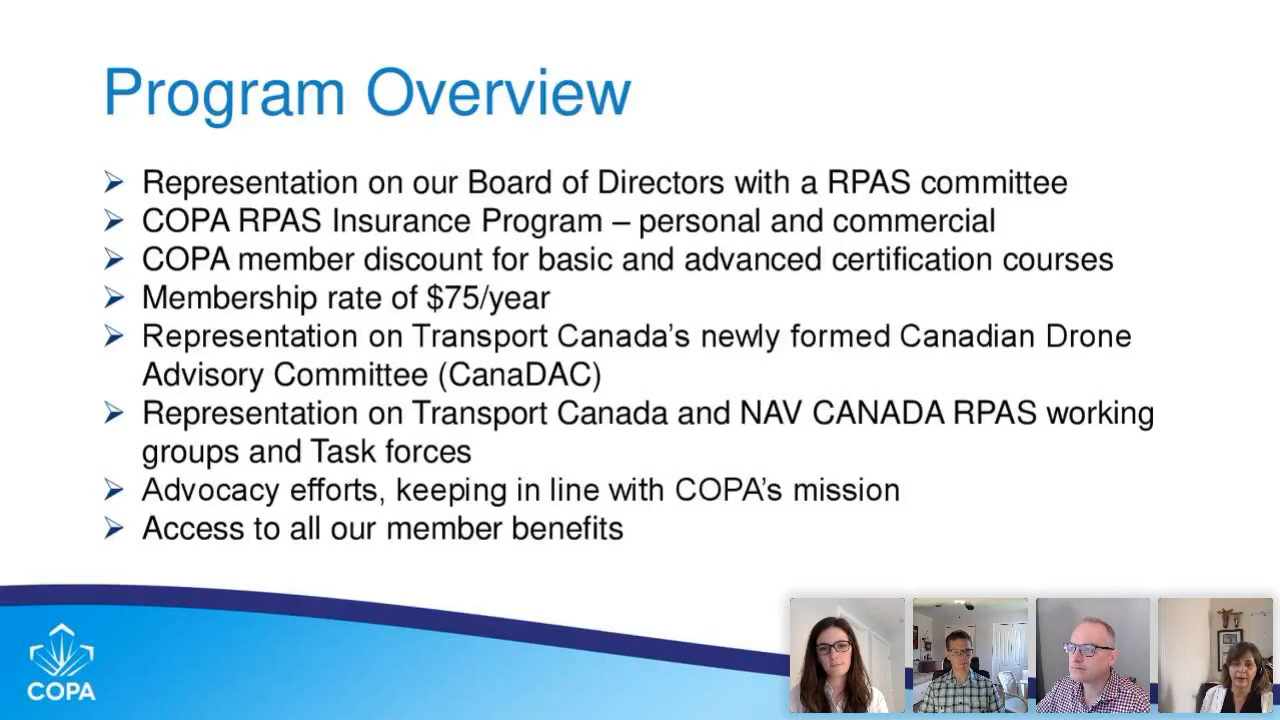 Program Overview
Representation on our Board of Directors with a RPAS committee
COPA RPAS Insurance Program – personal and commercial
COPA member discount for basic and advanced certification courses
Membership rate of $75/year
Representation on Transport Canada’s newly formed Canadian Drone
Advisory Committee (CanaDAC)
Representation on Transport Canada and NAV CANADA RPAS working
groups and Task forces
Advocacy efforts, keeping in line with COPA’s mission
Access to all our member benefits
COPA